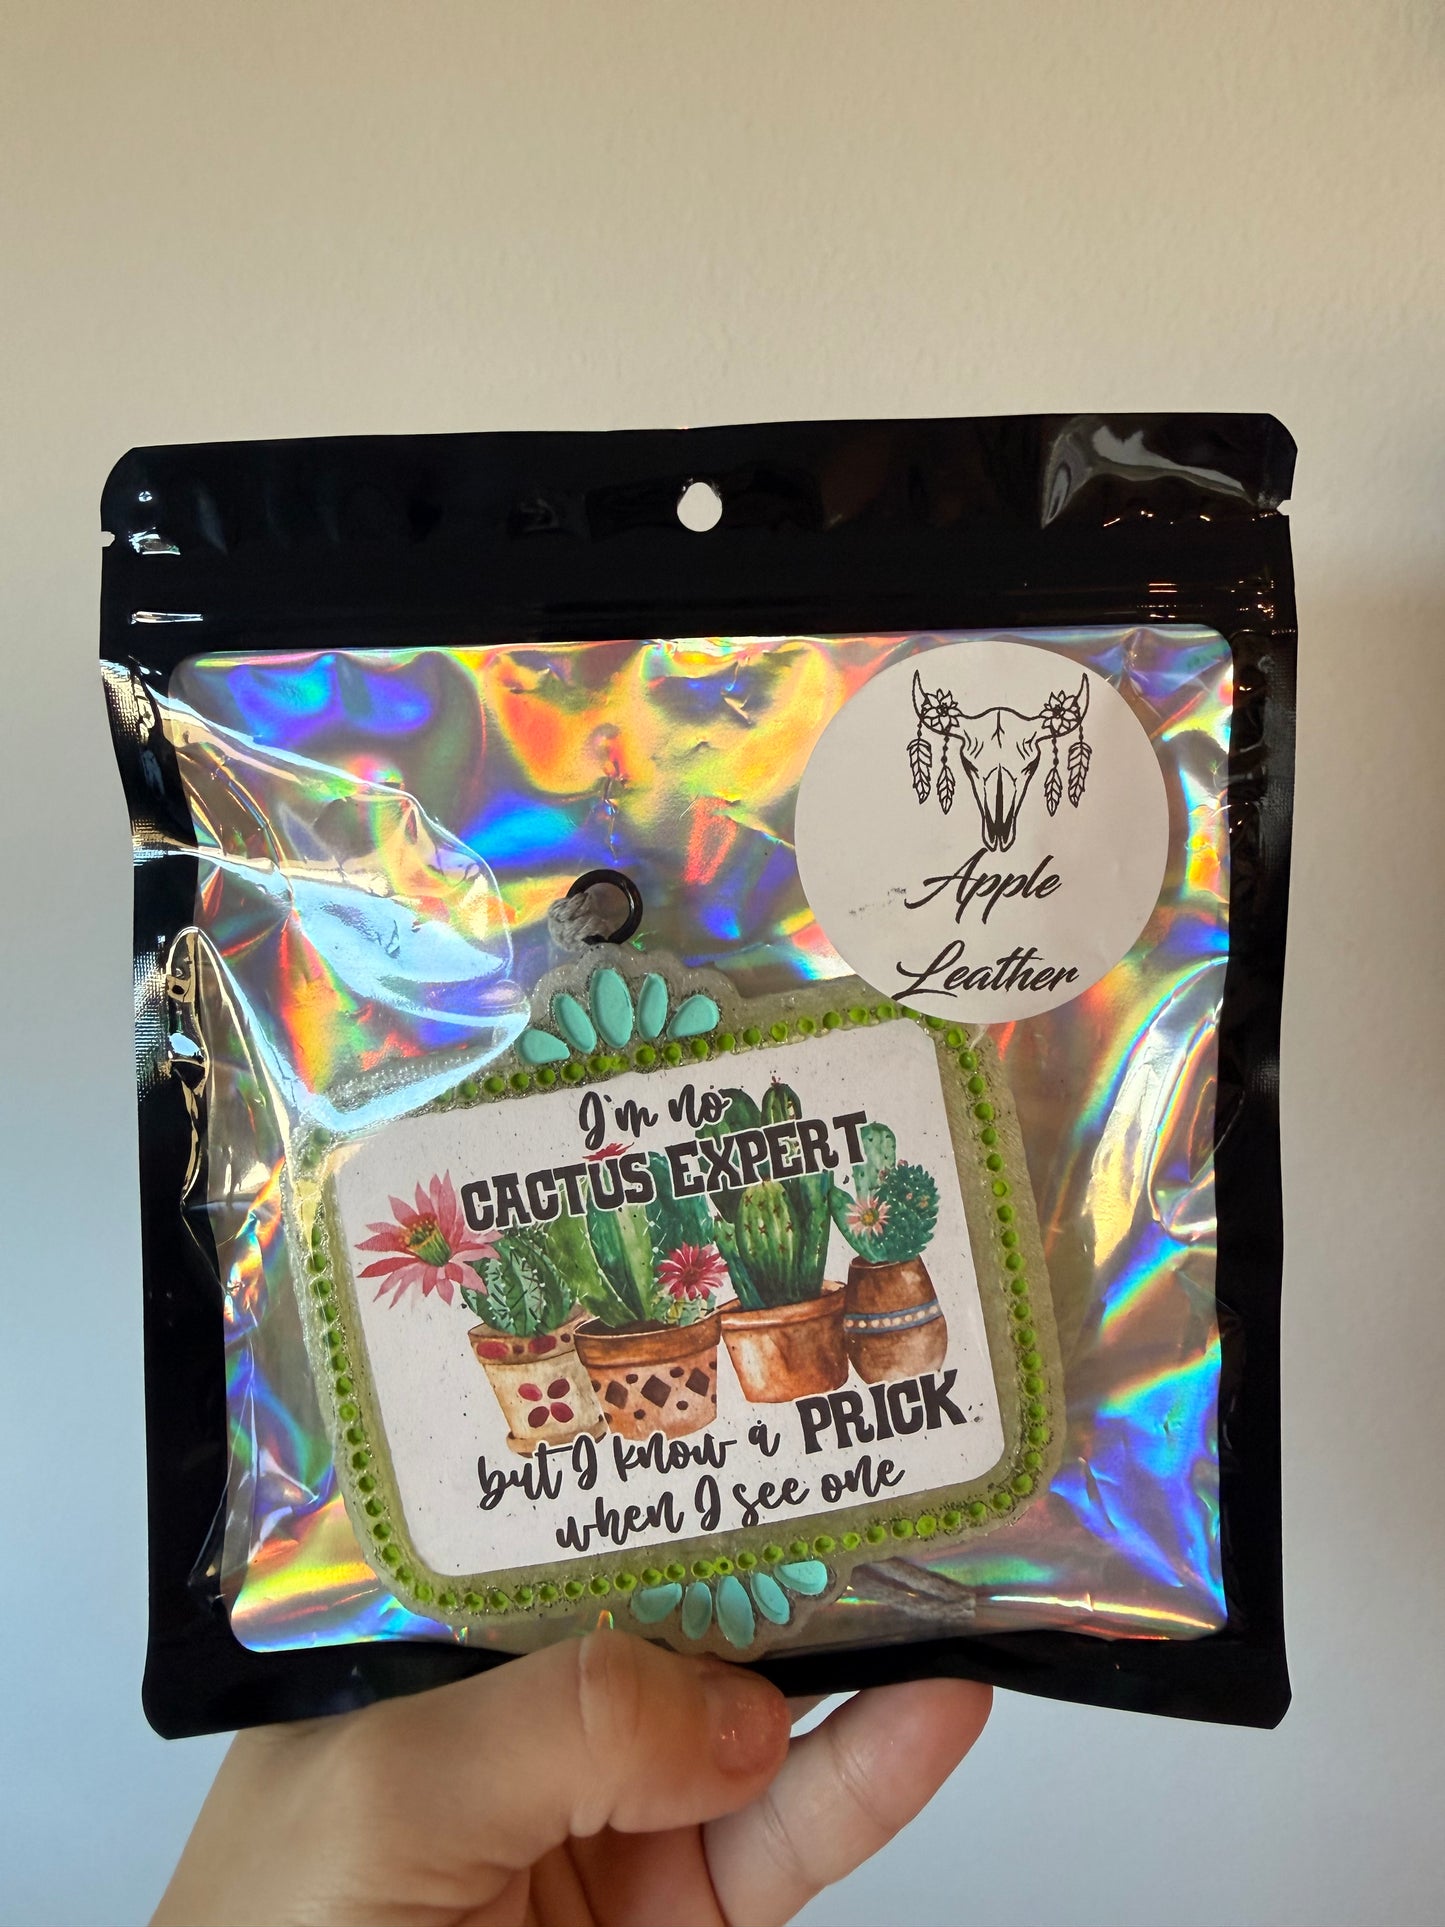 Apple
Leather
I'm no
CACTUS EXPERT
but I know a PRICK
when I see one